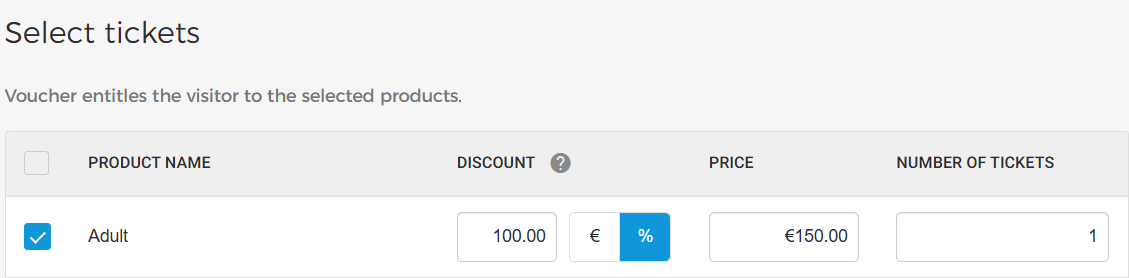 Select tickets
Voucher entitles the visitor to the selected products.
PRODUCT NAME DISCOUNT ? PRICE NUMBER OF TICKETS
Adult 100.00 € % €150.00 1